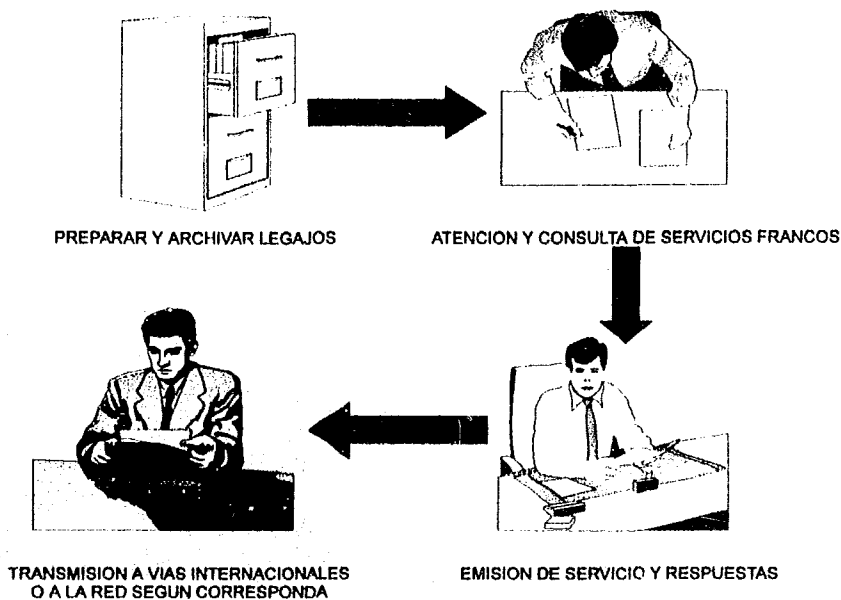 PREPARAR Y ARCHIVAR LEGAJOS
ATENCION Y CONSULTA DE SERVICIOS FRANCOS
EMISION DE SERVICIO Y RESPUESTAS
TRANSMISION A VIAS INTERNACIONALES
O A LA RED SEGUN CORRESPONDA